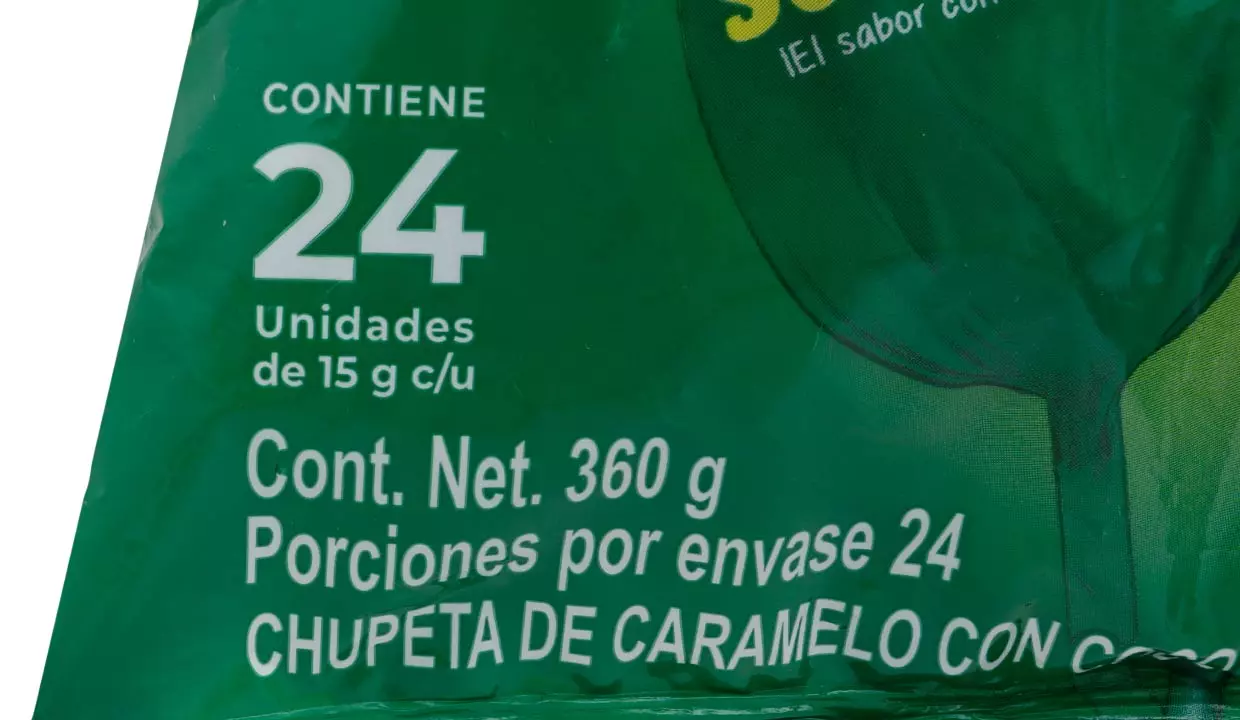 ¡El sabor con
CONTIENE
24
Unidades
de 15 g c/u
Cont. Net. 360 g
Porciones por envase 24
CHUPETA DE CARAMELO CON